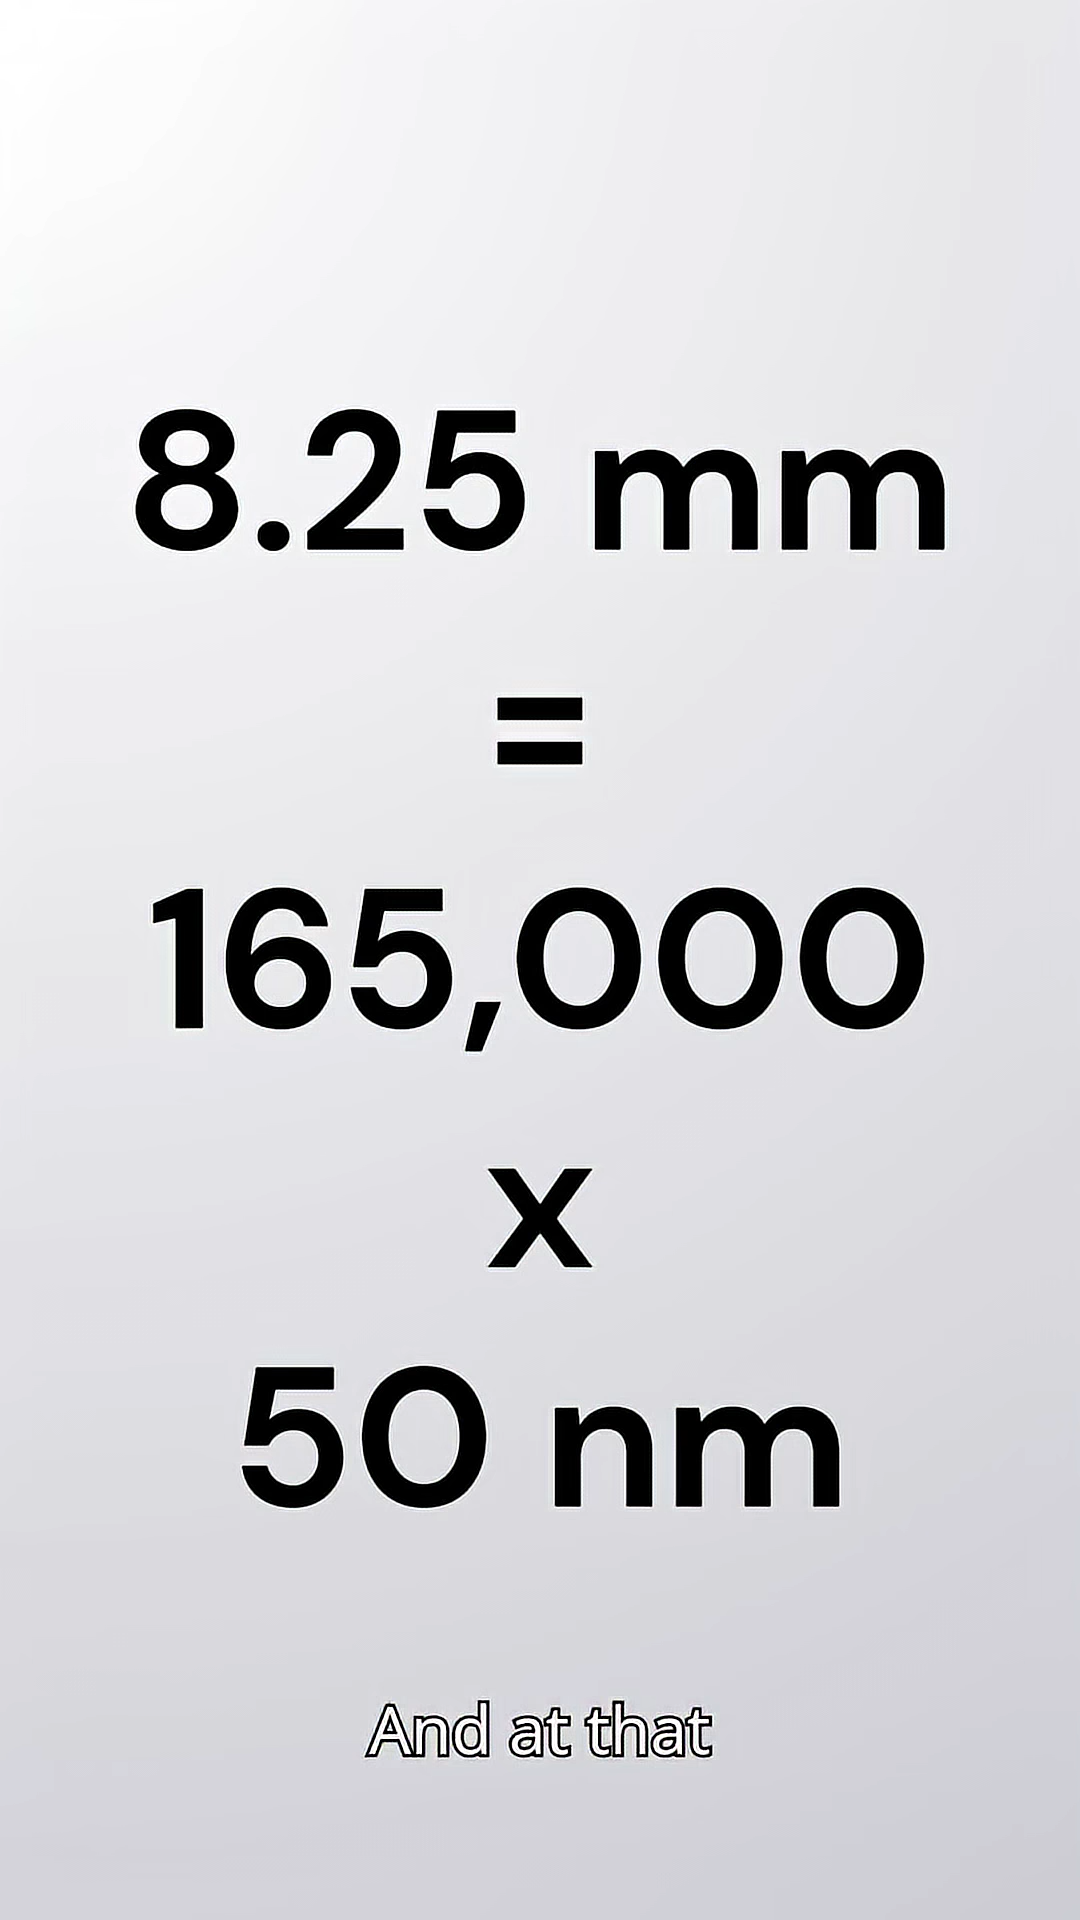 8.25 mm
=
165,000
x
50 nm
And at that